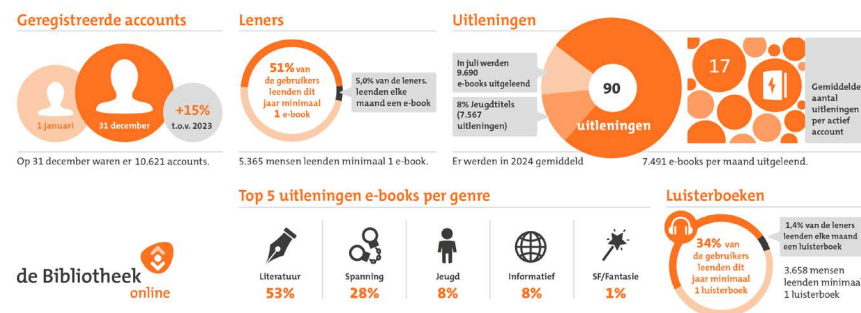 Geregistreerde accounts
1 januari
31 december
+15%
t.o.v. 2023
Op 31 december waren er 10.621 accounts.
Leners
51% van
de gebruikers
leenden dit
jaar minimaal
1 e-book
5,0% van de leners.
leenden elke
maand een e-book
5.365 mensen leenden minimaal 1 e-book.
Uitleningen
In juli werden
9.690
e-books uitgeleend
8% Jeugdtitels
(7.567
uitleningen)
90
uitleningen
17
Gemiddelde
aantal
uitleningen
per actief
account
Er werden in 2024 gemiddeld 7.491 e-books per maand uitgeleend.
de Bibliotheek
online
Top 5 uitleningen e-books per genre
Literatuur
53%
Spanning
28%
Jeugd
8%
Informatief
8%
SF/Fantasie
1%
Luisterboeken
34% van
de gebruikers
leenden dit
jaar minimaal
1 luisterboek
1,4% van de leners
leenden elke maand
een luisterboek
3.658 mensen
leenden minimaa
1 luisterboek